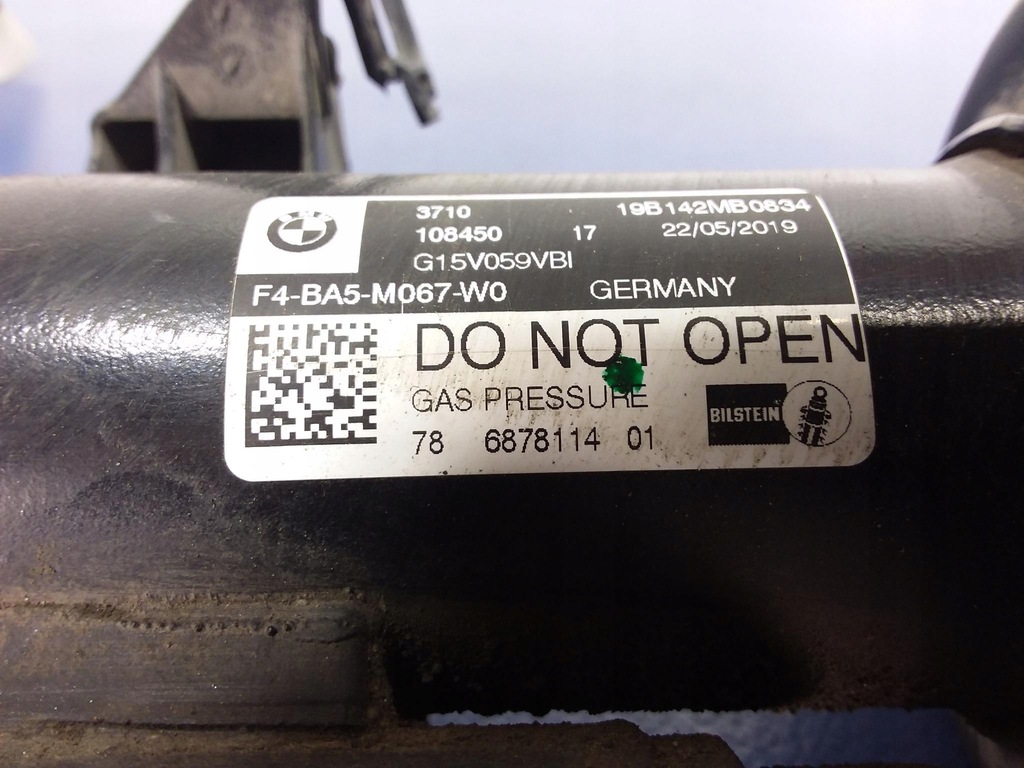 3710 19B142MB0634
108450 17 22/05/2019
G15V059VBI
F4-BA5-M067-W0 GERMANY
DO NOT OPEN
GAS PRESSURE
BILSTEIN
78 6878114 01